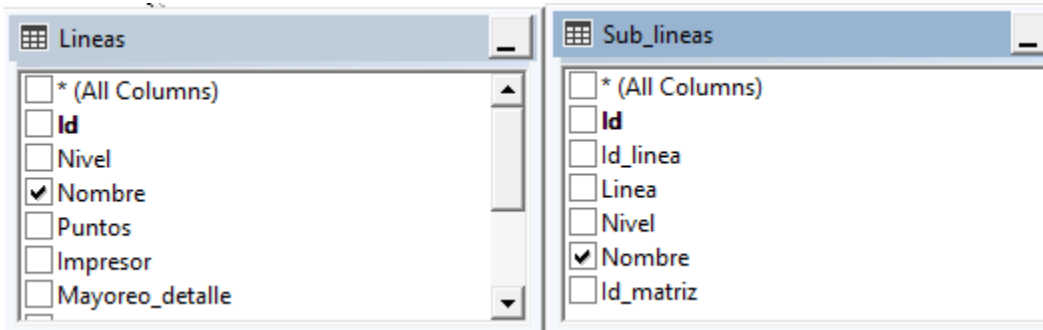 Lineas
* (All Columns)
Id
Nivel
Nombre
Puntos
Impresor
Mayoreo_detalle
Sub_lineas
* (All Columns)
Id
Id_linea
Linea
Nivel
Nombre
Id_matriz